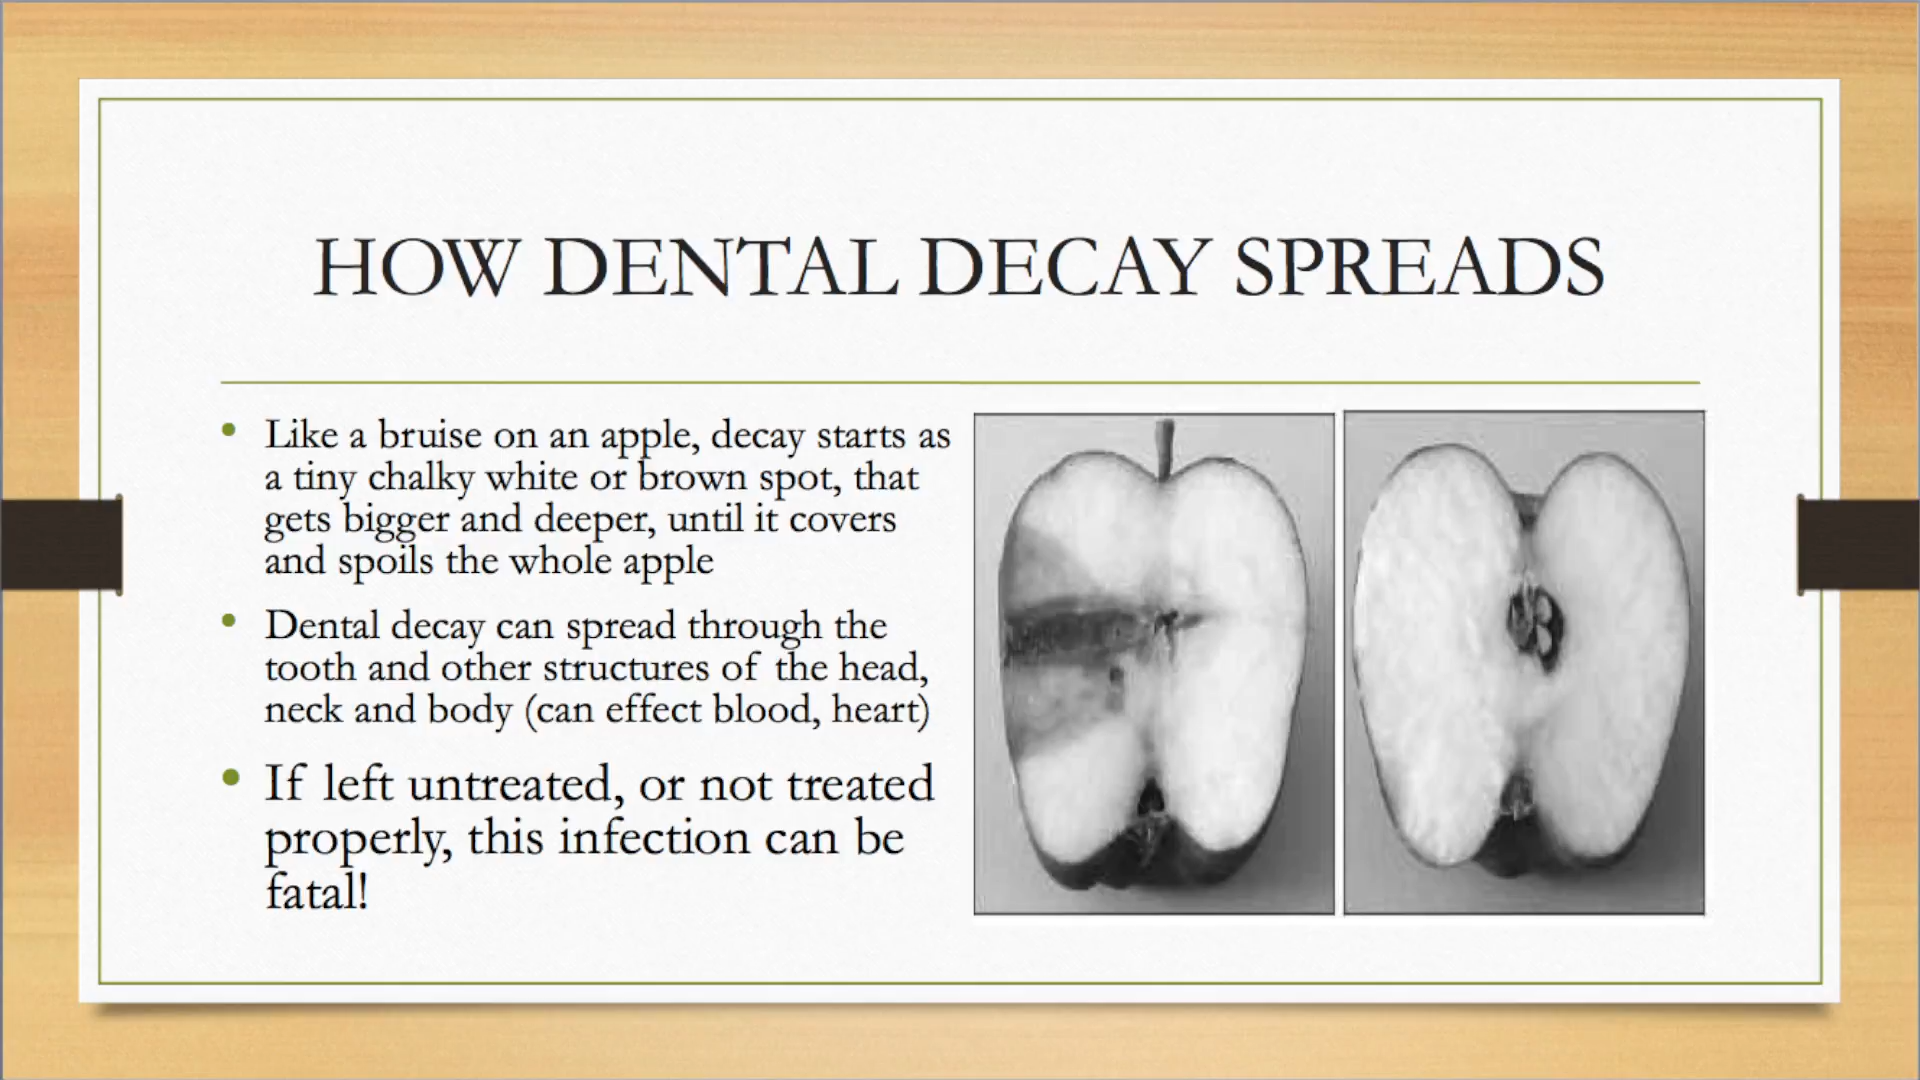 HOW DENTAL DECAY SPREADS
• Like a bruise on an apple, decay starts as
a tiny chalky white or brown spot, that
gets bigger and deeper, until it covers
and spoils the whole apple
• Dental decay can spread through the
tooth and other structures of the head,
neck and body (can effect blood, heart)
• If left untreated, or not treated
properly, this infection can be
fatal!